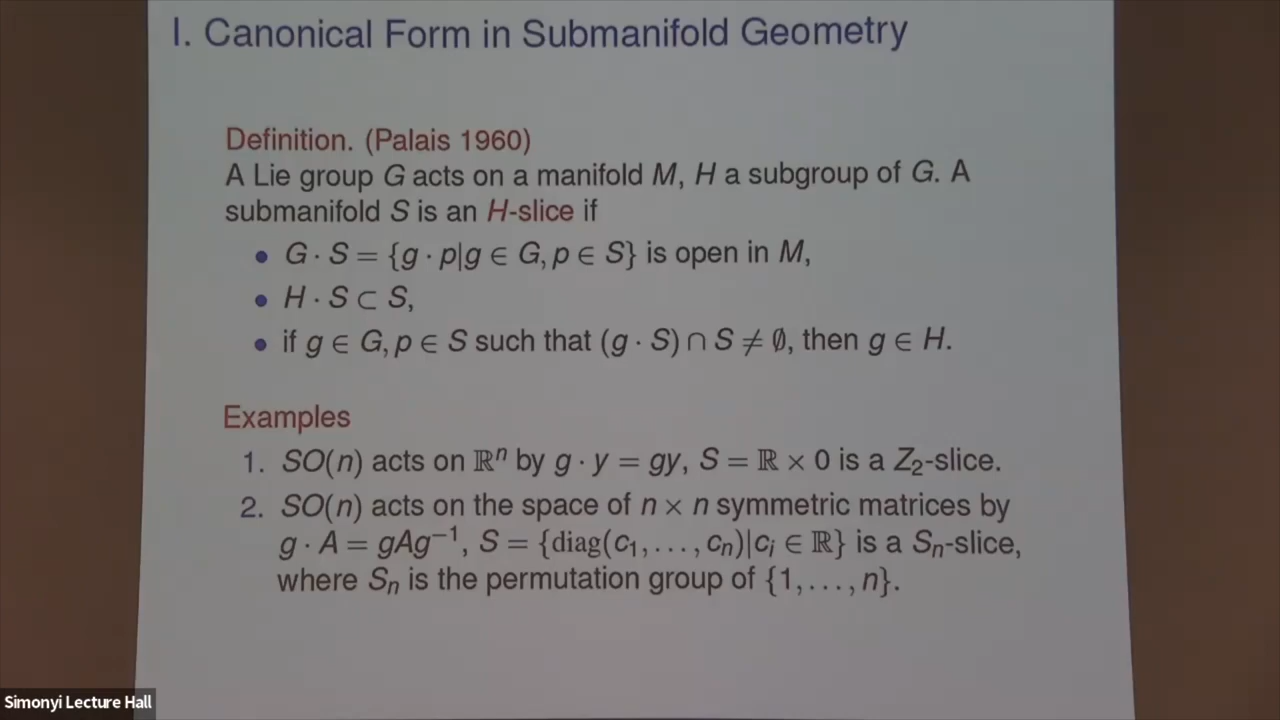 I. Canonical Form in Submanifold Geometry
Definition. (Palais 1960)
A Lie group G acts on a manifold M, H a subgroup of G. A
submanifold S is an H-slice if
• G · S = {g · p|g ∈ G, p ∈ S} is open in M,
• H · S ⊂ S,
• if g ∈ G, p ∈ S such that (g · S) ∩ S ≠ ∅, then g ∈ H.
Examples
1. SO(n) acts on ℝⁿ by g · y = gy, S = ℝ × 0 is a Z₂-slice.
2. SO(n) acts on the space of n × n symmetric matrices by
g · A = gAg⁻¹, S = {diag(c₁, . . . , cₙ)|cᵢ ∈ ℝ} is a Sₙ-slice,
where Sₙ is the permutation group of {1, . . . , n}.
Simonyi Lecture Hall